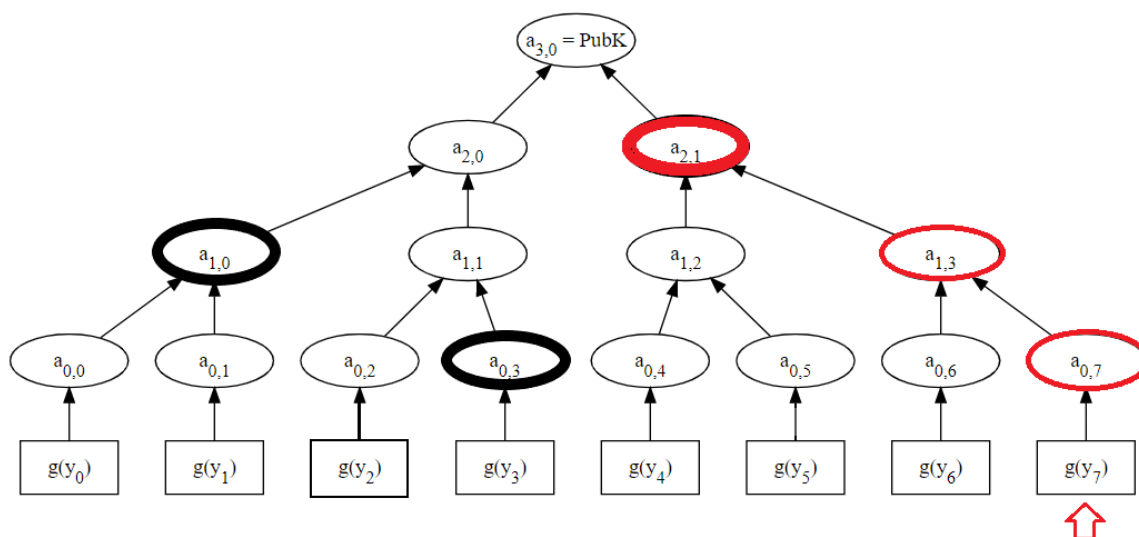 a3,0 = PubK
a2,0 a2,1
a1,0 a1,1 a1,2 a1,3
a0,0 a0,1 a0,2 a0,3 a0,4 a0,5 a0,6 a0,7
g(y0) g(y1) g(y2) g(y3) g(y4) g(y5) g(y6) g(y7)